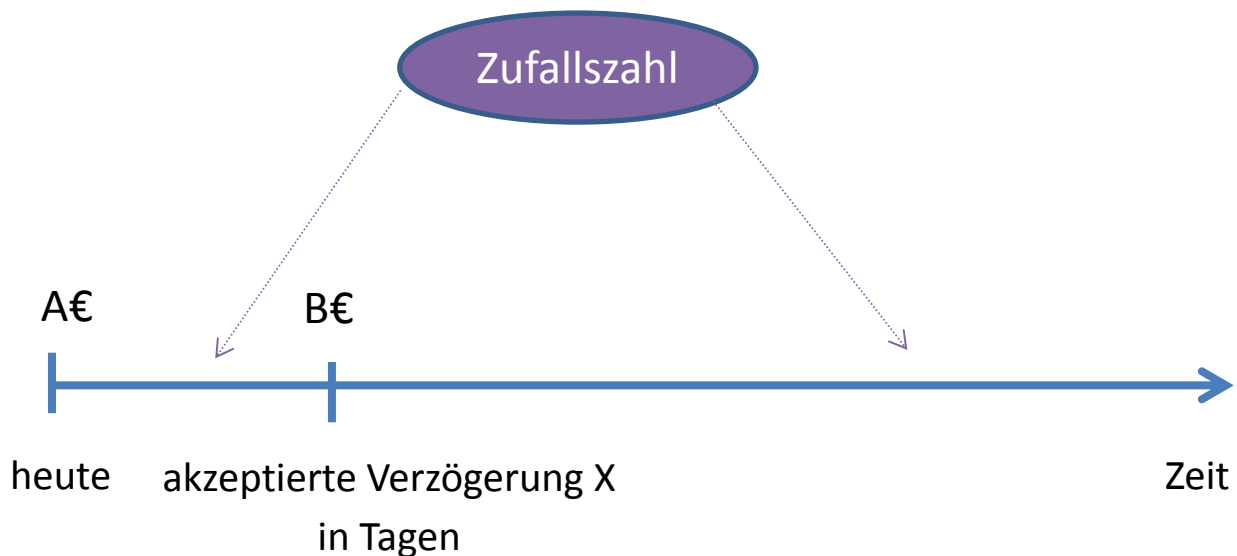 Zufallszahl
A€
B€
heute
akzeptierte Verzögerung X
in Tagen
Zeit